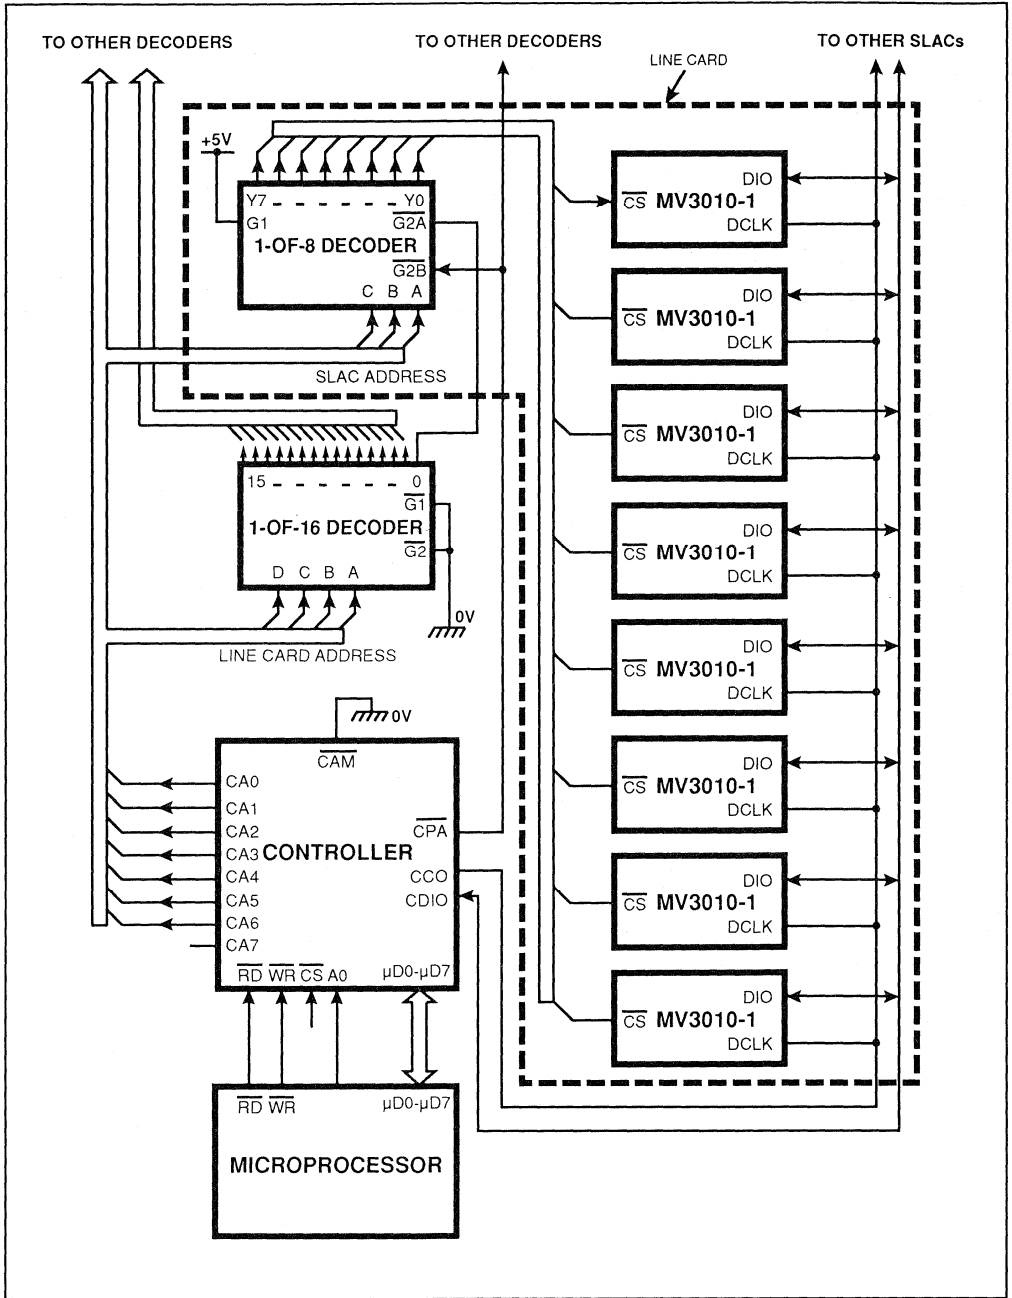 TO OTHER DECODERS
TO OTHER DECODERS
TO OTHER SLACs
LINE CARD
+5V
Y7 - - - - - - Y0
G1
G2A
1-OF-8 DECODER
G2B
C B A
SLAC ADDRESS
15 - - - - - - 0
G1
1-OF-16 DECODER
G2
D C B A
0V
LINE CARD ADDRESS
0V
CAM
CA0
CA1
CA2
CA3
CA4
CA5
CA6
CA7
CONTROLLER
CPA
CCO
CDIO
RD WR CS A0 µD0-µD7
RD WR µD0-µD7
MICROPROCESSOR
DIO
CS MV3010-1
DCLK
DIO
CS MV3010-1
DCLK
DIO
CS MV3010-1
DCLK
DIO
CS MV3010-1
DCLK
DIO
CS MV3010-1
DCLK
DIO
CS MV3010-1
DCLK
DIO
CS MV3010-1
DCLK
DIO
CS MV3010-1
DCLK